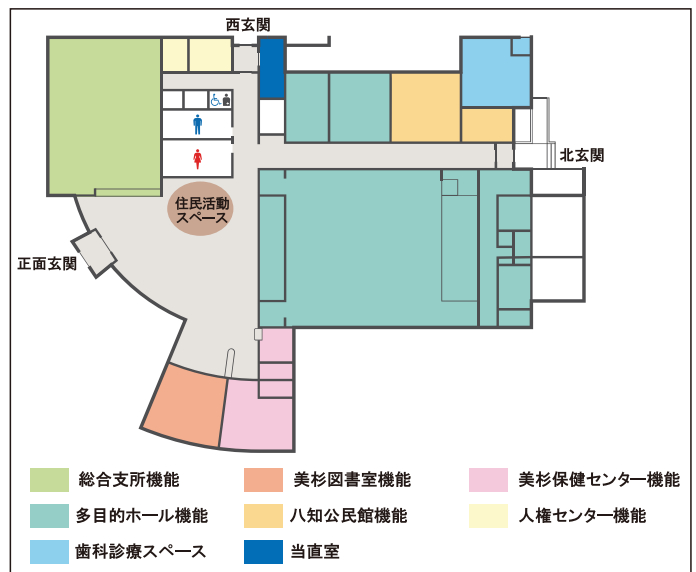 西玄関
北玄関
住民活動
スペース
正面玄関
総合支所機能
美杉図書室機能
美杉保健センター機能
多目的ホール機能
八知公民館機能
人権センター機能
歯科診療スペース
当直室